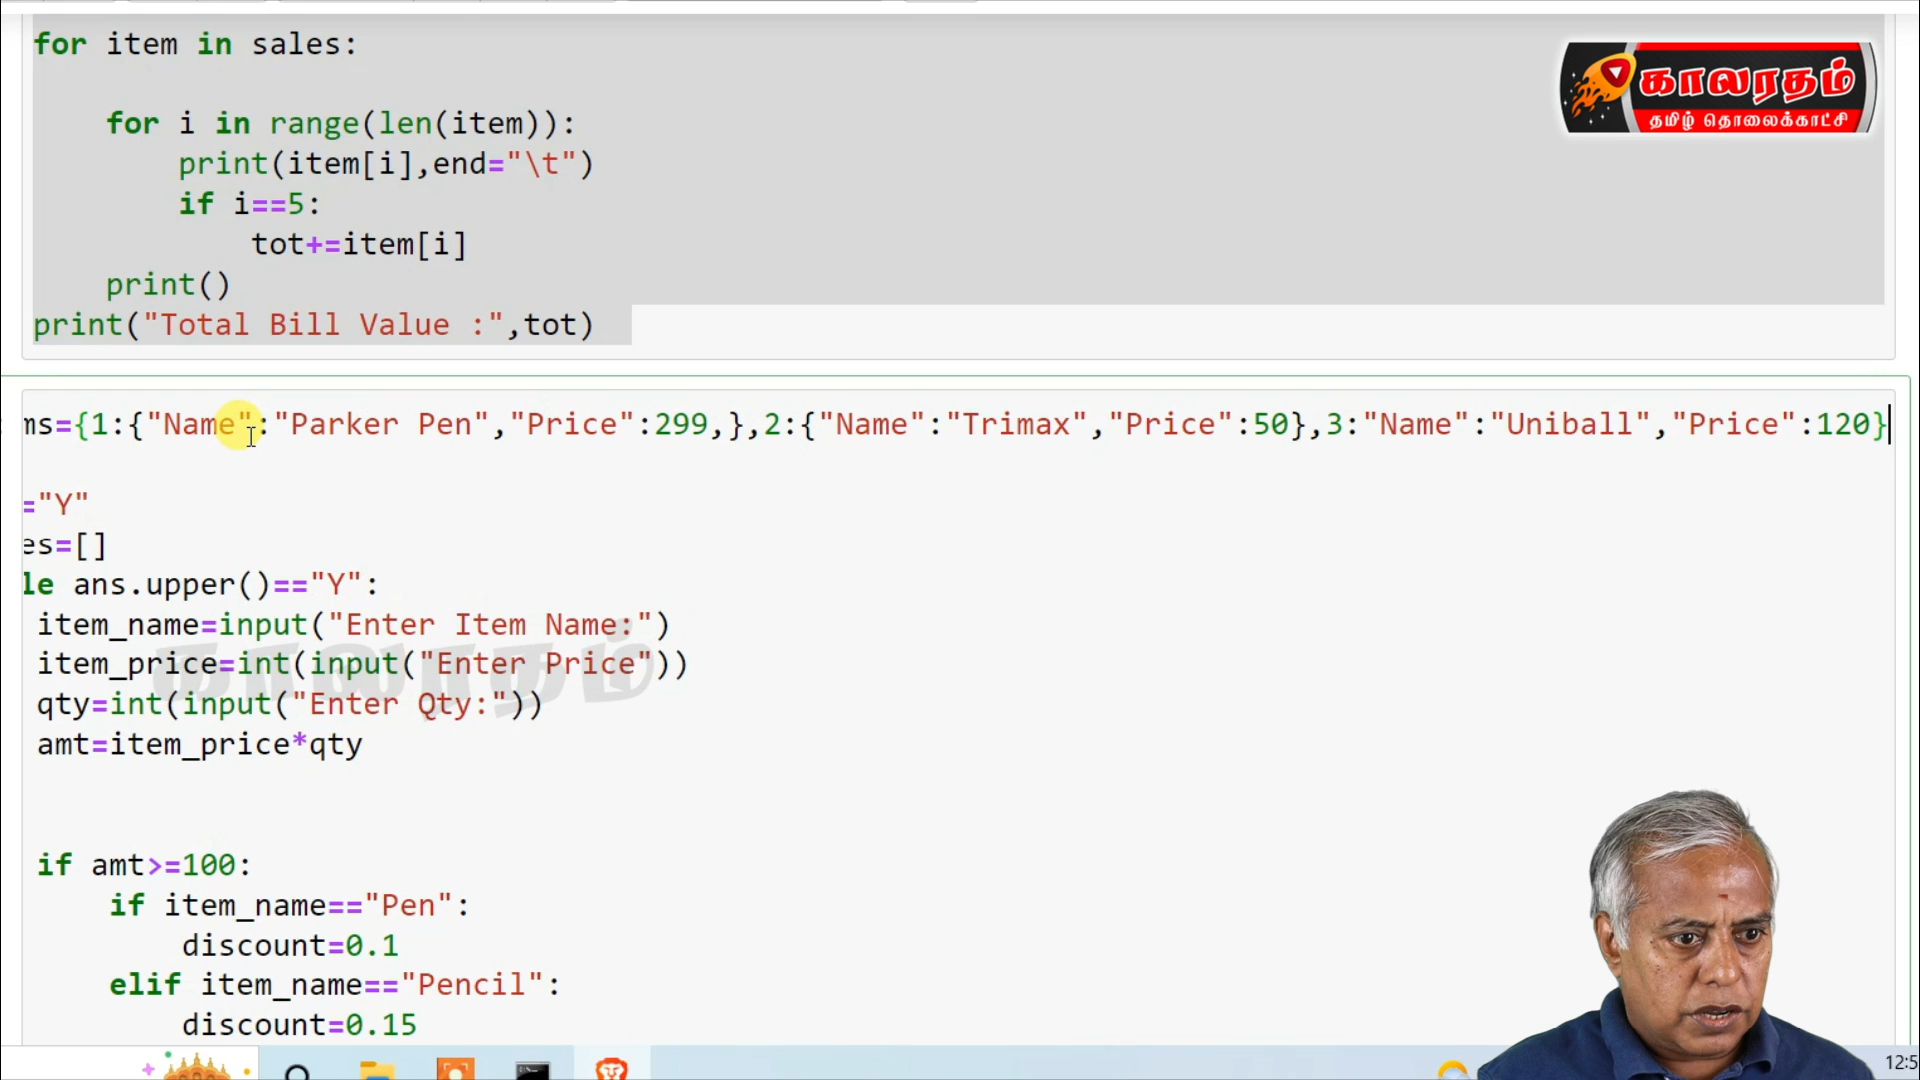 for item in sales:
காலரதம்
தமிழ் தொலைக்காட்சி
for i in range(len(item)):
print(item[i],end="\t")
if i==5:
tot+=item[i]
print()
print("Total Bill Value :",tot)
ms={1:{"Name":"Parker Pen","Price":299,},2:{"Name":"Trimax","Price":50},3:"Name":"Uniball","Price":120}
="Y"
es=[]
le ans.upper()=="Y":
item_name=input("Enter Item Name:")
item_price=int(input("Enter Price"))
காலரதம்
qty=int(input("Enter Qty:"))
amt=item_price*qty
if amt>=100:
if item_name=="Pen":
discount=0.1
elif item_name=="Pencil":
discount=0.15
12:5